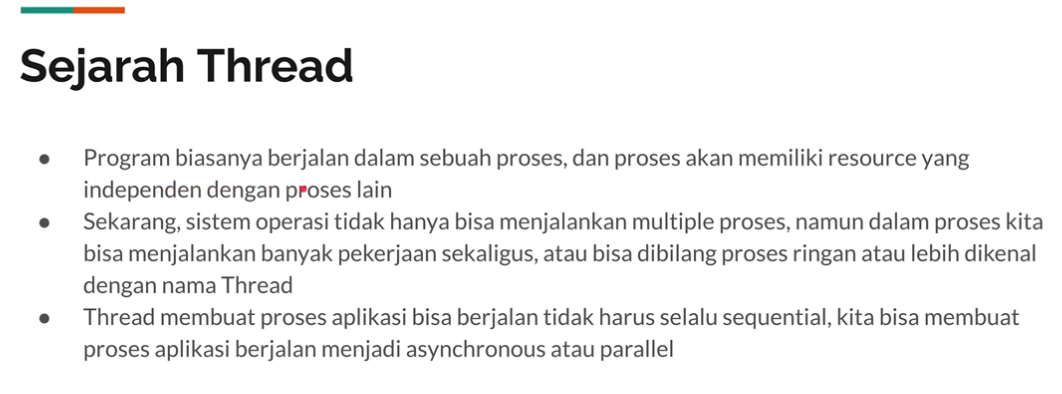 Sejarah Thread
● Program biasanya berjalan dalam sebuah proses, dan proses akan memiliki resource yang
independen dengan proses lain
● Sekarang, sistem operasi tidak hanya bisa menjalankan multiple proses, namun dalam proses kita
bisa menjalankan banyak pekerjaan sekaligus, atau bisa dibilang proses ringan atau lebih dikenal
dengan nama Thread
● Thread membuat proses aplikasi bisa berjalan tidak harus selalu sequential, kita bisa membuat
proses aplikasi berjalan menjadi asynchronous atau parallel